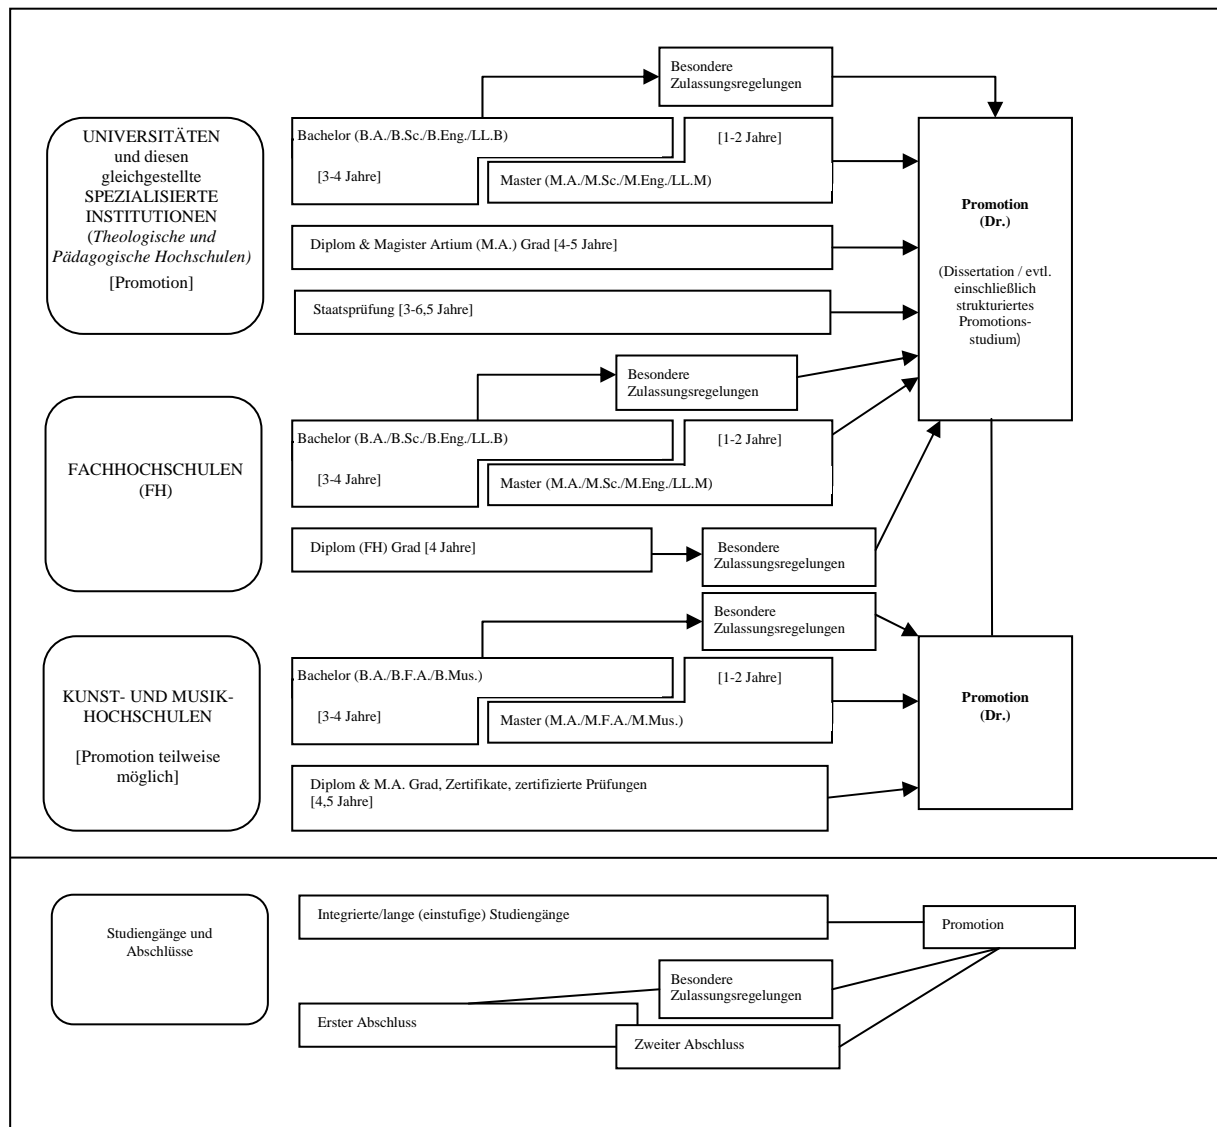 Besondere
Zulassungsregelungen
UNIVERSITÄTEN
und diesen
gleichgestellte
SPEZIALISIERTE
INSTITUTIONEN
(Theologische und
Pädagogische Hochschulen)
[Promotion]
Bachelor (B.A./B.Sc./B.Eng./LL.B)
[3-4 Jahre]
[1-2 Jahre]
Master (M.A./M.Sc./M.Eng./LL.M)
Diplom & Magister Artium (M.A.) Grad [4-5 Jahre]
Staatsprüfung [3-6,5 Jahre]
Promotion
(Dr.)
(Dissertation / evtl.
einschließlich
strukturiertes
Promotions-
studium)
Besondere
Zulassungsregelungen
FACHHOCHSCHULEN
(FH)
Bachelor (B.A./B.Sc./B.Eng./LL.B)
[3-4 Jahre]
[1-2 Jahre]
Master (M.A./M.Sc./M.Eng./LL.M)
Diplom (FH) Grad [4 Jahre]
Besondere
Zulassungsregelungen
Besondere
Zulassungsregelungen
KUNST- UND MUSIK-
HOCHSCHULEN
[Promotion teilweise
möglich]
Bachelor (B.A./B.F.A./B.Mus.)
[3-4 Jahre]
[1-2 Jahre]
Master (M.A./M.F.A./M.Mus.)
Diplom & M.A. Grad, Zertifikate, zertifizierte Prüfungen
[4,5 Jahre]
Promotion
(Dr.)
Studiengänge und
Abschlüsse
Integrierte/lange (einstufige) Studiengänge
Promotion
Besondere
Zulassungsregelungen
Erster Abschluss
Zweiter Abschluss